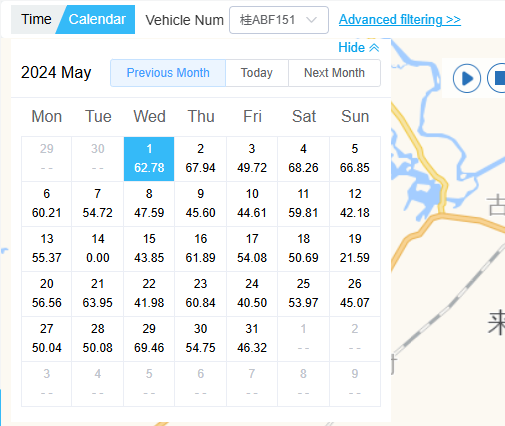 Time Calendar Vehicle Num 桂ABF151 Advanced filtering >>
Hide
2024 May Previous Month Today Next Month
Mon Tue Wed Thu Fri Sat Sun
29 30 1 2 3 4 5
-- -- 62.78 67.94 49.72 68.26 66.85
6 7 8 9 10 11 12
60.21 54.72 47.59 45.60 44.61 59.81 42.18
古
13 14 15 16 17 18 19
55.37 0.00 43.85 61.89 54.08 50.69 21.59
20 21 22 23 24 25 26
56.56 63.95 41.98 60.84 40.50 53.97 45.07
27 28 29 30 31 1 2
来
50.04 50.08 69.46 54.75 46.32 -- --
3 4 5 6 7 8 9
-- -- -- -- -- -- --